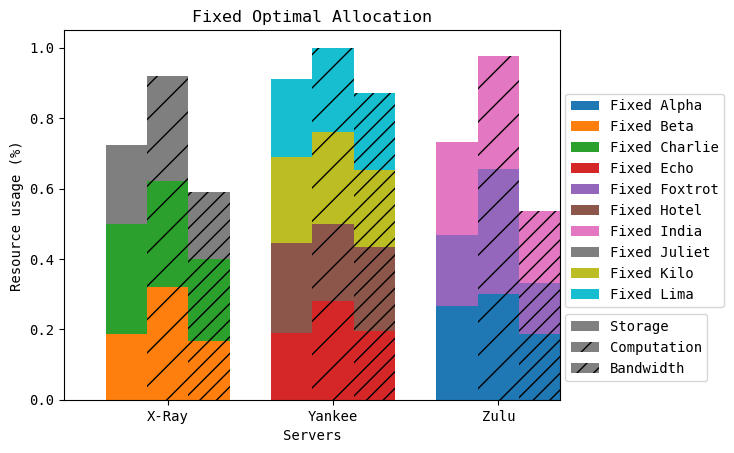 Fixed Optimal Allocation
1.0
0.8
0.6
0.4
0.2
0.0
Resource usage (%)
X-Ray
Yankee
Zulu
Servers
Fixed Alpha
Fixed Beta
Fixed Charlie
Fixed Echo
Fixed Foxtrot
Fixed Hotel
Fixed India
Fixed Juliet
Fixed Kilo
Fixed Lima
Storage
Computation
Bandwidth